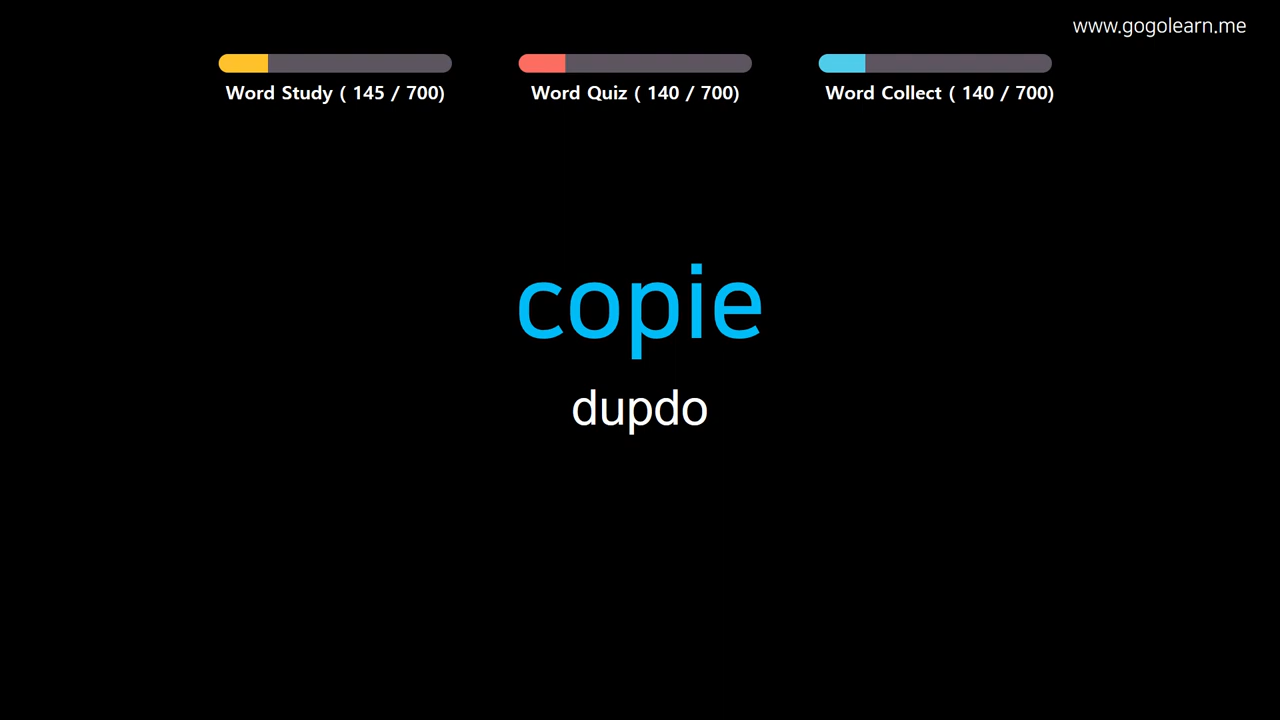 www.gogolearn.me
Word Study ( 145 / 700)
Word Quiz ( 140 / 700)
Word Collect ( 140 / 700)
copie
dupdo